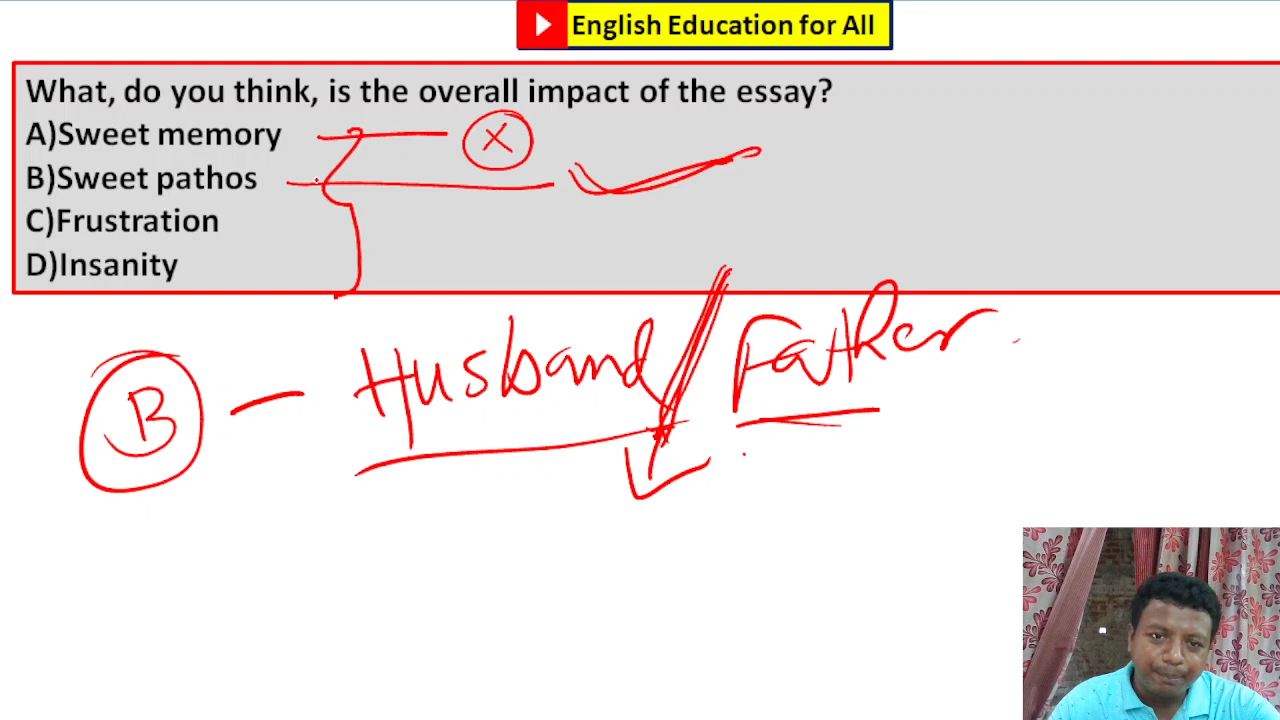 English Education for All
What, do you think, is the overall impact of the essay?
A)Sweet memory
B)Sweet pathos
C)Frustration
D)Insanity
B — Husband / Father